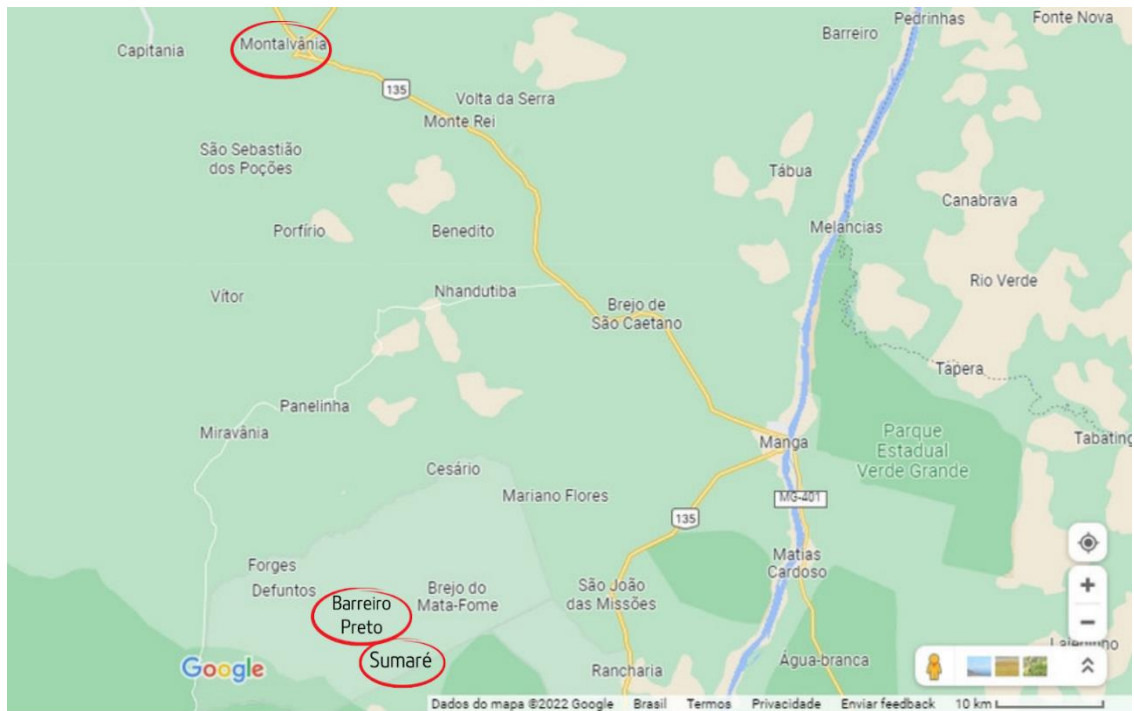 Pedrinhas
Fonte Nova
Barreiro
Capitania
Montalvânia
135
Volta da Serra
Monte Rei
São Sebastião
dos Poções
Tábua
Canabrava
Porfírio
Benedito
Melancias
Rio Verde
Vítor
Nhandutiba
Brejo de
São Caetano
Tapera
Panelinha
Miravânia
Manga
Parque
Estadual
Verde Grande
Tabating
Cesário
Mariano Flores
MG-401
135
Matias
Cardoso
Forges
Defuntos
Brejo do
Mata-Fome
São João
das Missões
Barreiro
Preto
Sumaré
Google
Rancharia
Água-branca
Dados do mapa ©2022 Google Brasil Termos Privacidade Enviar feedback 10 km